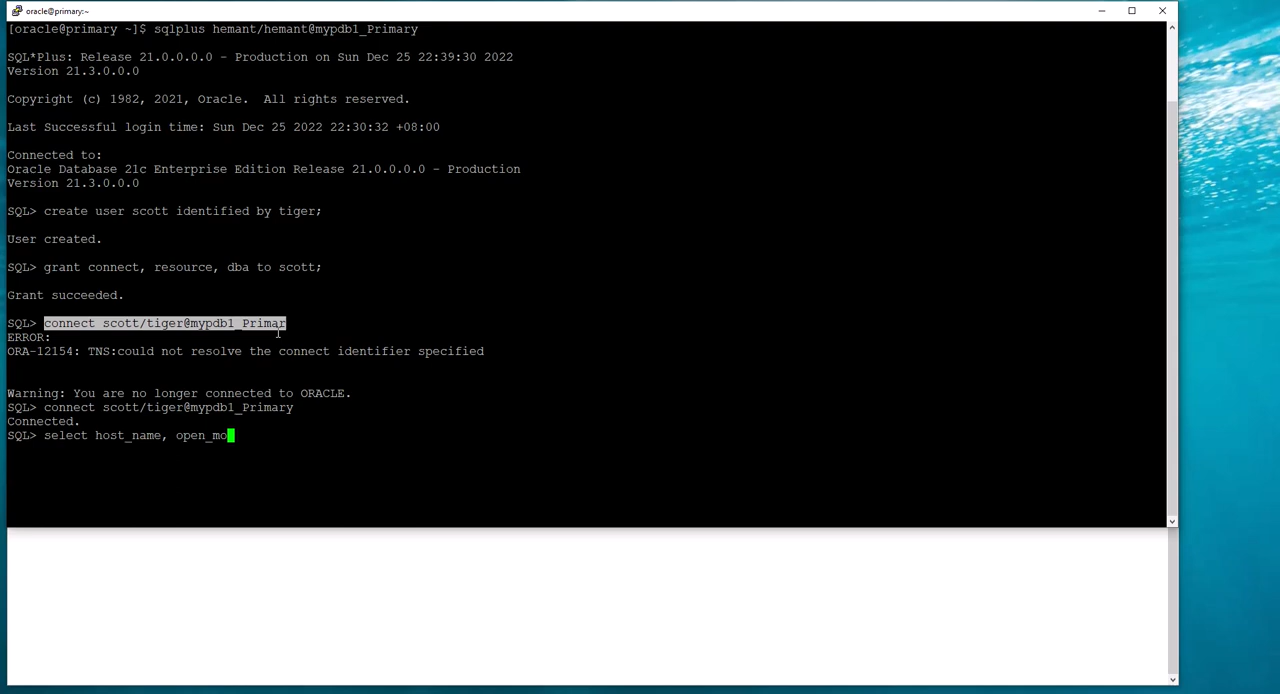 oracle@primary:~
[oracle@primary ~]$ sqlplus hemant/hemant@mypdb1_Primary
SQL*Plus: Release 21.0.0.0.0 - Production on Sun Dec 25 22:39:30 2022
Version 21.3.0.0.0
Copyright (c) 1982, 2021, Oracle.  All rights reserved.
Last Successful login time: Sun Dec 25 2022 22:30:32 +08:00
Connected to:
Oracle Database 21c Enterprise Edition Release 21.0.0.0.0 - Production
Version 21.3.0.0.0
SQL> create user scott identified by tiger;
User created.
SQL> grant connect, resource, dba to scott;
Grant succeeded.
SQL> connect scott/tiger@mypdb1_Primar
ERROR:
ORA-12154: TNS:could not resolve the connect identifier specified
Warning: You are no longer connected to ORACLE.
SQL> connect scott/tiger@mypdb1_Primary
Connected.
SQL> select host_name, open_mo